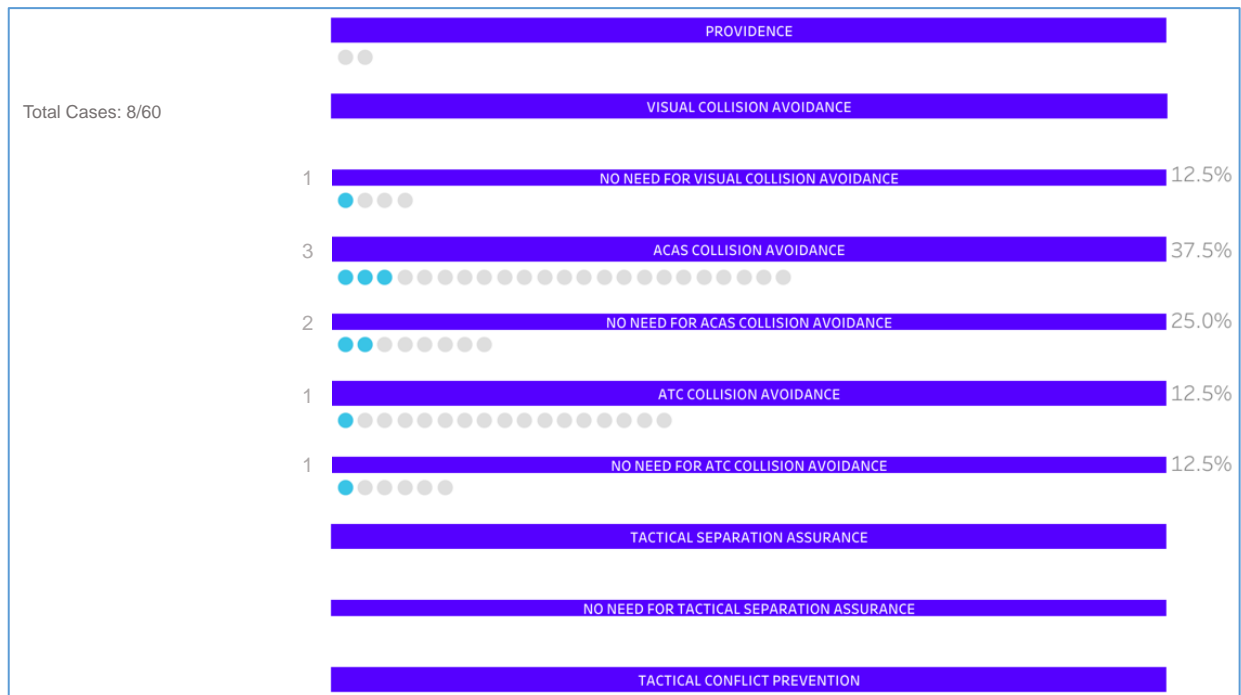 PROVIDENCE
Total Cases: 8/60
VISUAL COLLISION AVOIDANCE
1 NO NEED FOR VISUAL COLLISION AVOIDANCE 12.5%
3 ACAS COLLISION AVOIDANCE 37.5%
2 NO NEED FOR ACAS COLLISION AVOIDANCE 25.0%
1 ATC COLLISION AVOIDANCE 12.5%
1 NO NEED FOR ATC COLLISION AVOIDANCE 12.5%
TACTICAL SEPARATION ASSURANCE
NO NEED FOR TACTICAL SEPARATION ASSURANCE
TACTICAL CONFLICT PREVENTION